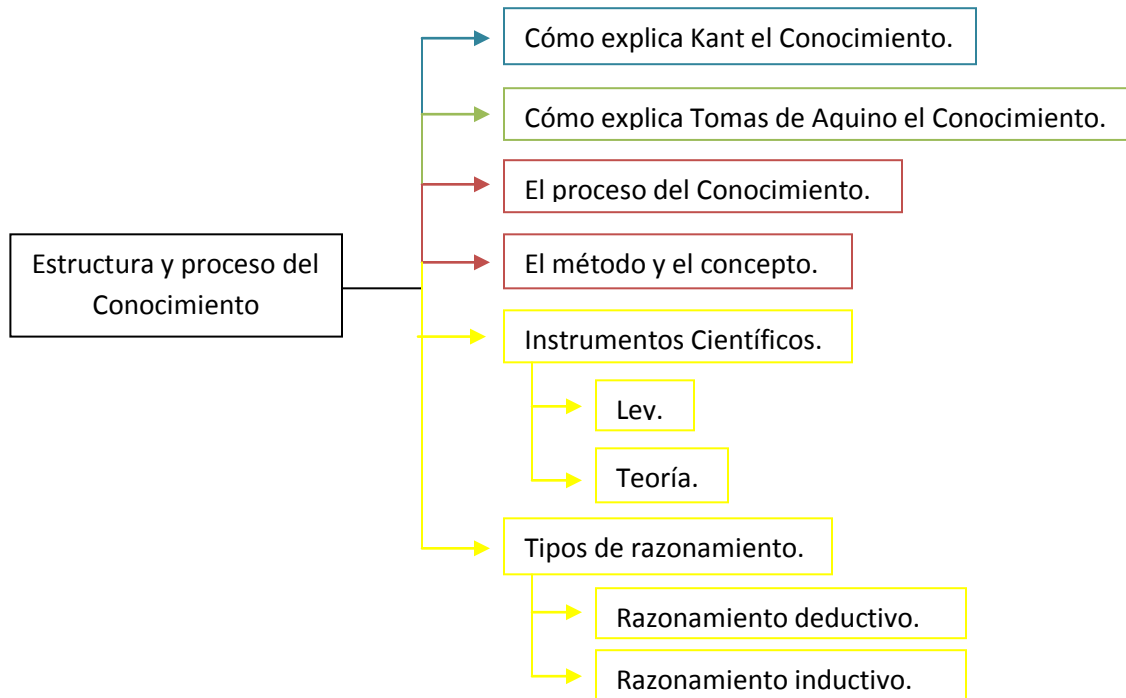 Cómo explica Kant el Conocimiento.
Cómo explica Tomas de Aquino el Conocimiento.
El proceso del Conocimiento.
Estructura y proceso del
Conocimiento
El método y el concepto.
Instrumentos Científicos.
Ley.
Teoría.
Tipos de razonamiento.
Razonamiento deductivo.
Razonamiento inductivo.